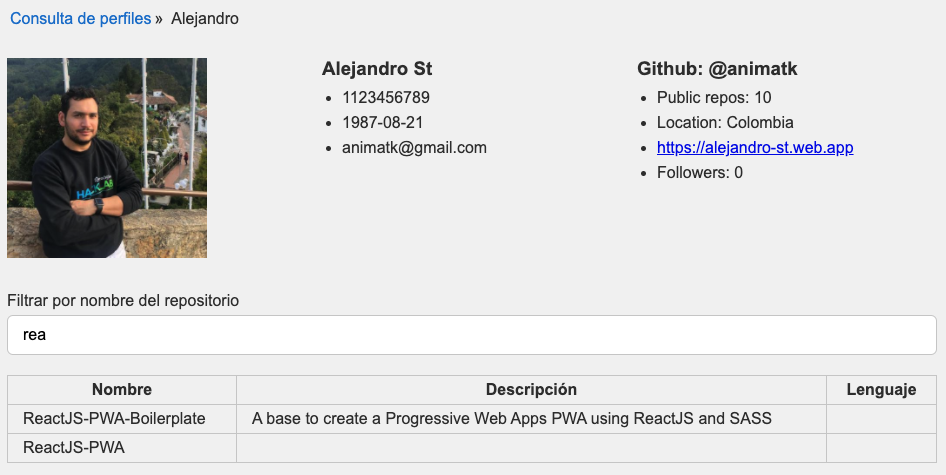 Consulta de perfiles » Alejandro
Alejandro St
1123456789
1987-08-21
animatk@gmail.com
Github: @animatk
Public repos: 10
Location: Colombia
https://alejandro-st.web.app
Followers: 0
Filtrar por nombre del repositorio
rea
Nombre Descripción Lenguaje
ReactJS-PWA-Boilerplate A base to create a Progressive Web Apps PWA using ReactJS and SASS
ReactJS-PWA